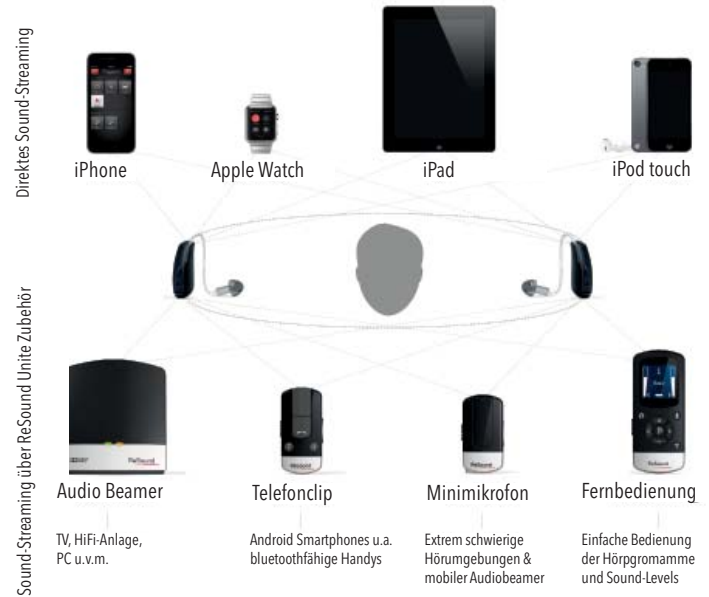 Direktes Sound-Streaming
iPhone
Apple Watch
iPad
iPod touch
Sound-Streaming über ReSound Unite Zubehör
ReSound
ReSound
Audio Beamer
Telefonclip
Minimikrofon
Fernbedienung
TV, HiFi-Anlage,
PC u.v.m.
Android Smartphones u.a.
bluetoothfähige Handys
Extrem schwierige
Hörumgebungen &
mobiler Audiobeamer
Einfache Bedienung
der Hörpgromamme
und Sound-Levels